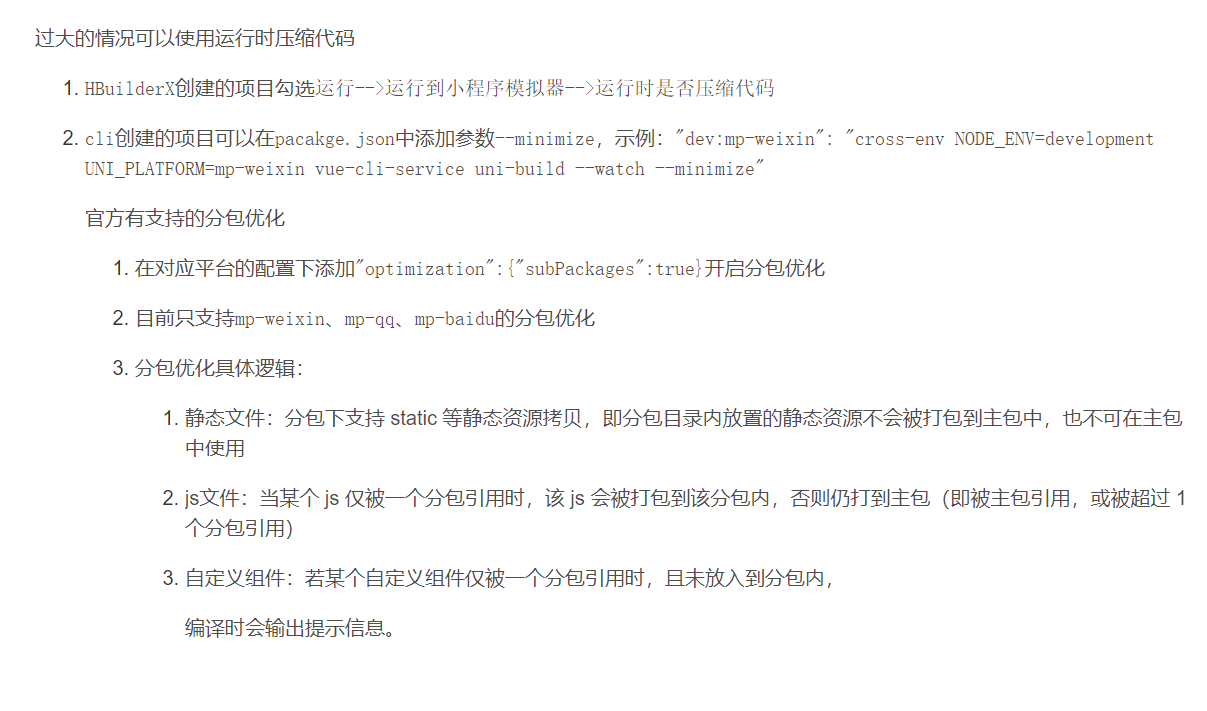 过大的情况可以使用运行时压缩代码
1. HBuilderX创建的项目勾选运行-->运行到小程序模拟器-->运行时是否压缩代码
2. cli创建的项目可以在pacakge.json中添加参数--minimize，示例："dev:mp-weixin": "cross-env NODE_ENV=development
UNI_PLATFORM=mp-weixin vue-cli-service uni-build --watch --minimize"
官方有支持的分包优化
1. 在对应平台的配置下添加"optimization":{"subPackages":true}开启分包优化
2. 目前只支持mp-weixin、mp-qq、mp-baidu的分包优化
3. 分包优化具体逻辑：
1. 静态文件：分包下支持 static 等静态资源拷贝，即分包目录内放置的静态资源不会被打包到主包中，也不可在主包
中使用
2. js文件：当某个 js 仅被一个分包引用时，该 js 会被打包到该分包内，否则仍打到主包（即被主包引用，或被超过 1
个分包引用）
3. 自定义组件：若某个自定义组件仅被一个分包引用时，且未放入到分包内，
编译时会输出提示信息。